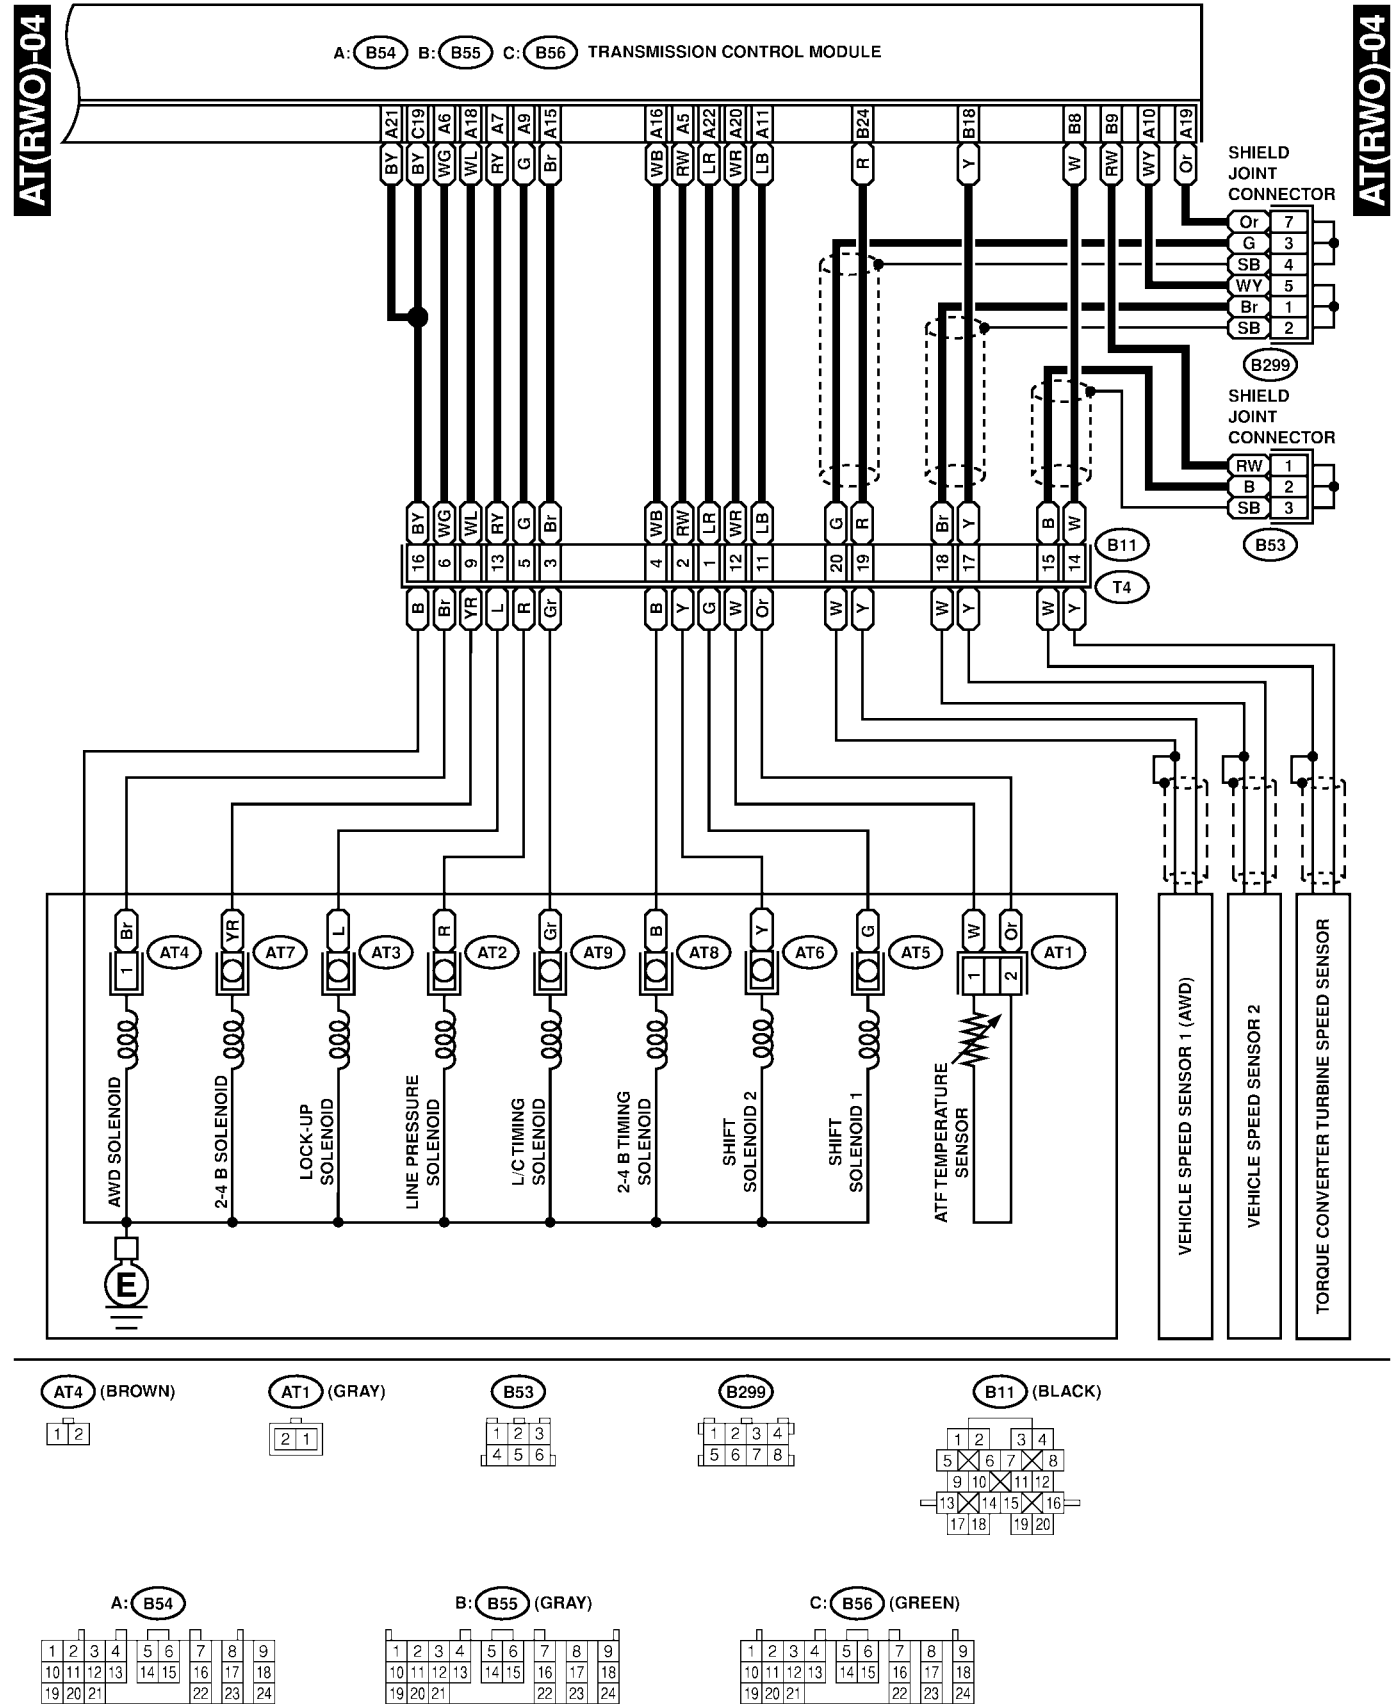 AT(RWO)-04
AT(RWO)-04
A: B54 B: B55 C: B56 TRANSMISSION CONTROL MODULE
A21 C19 A6 A18 A7 A9 A15 A16 A5 A22 A20 A11 B24 B18 B8 B9 A10 A19
BY BY WG WL RY G Br WB RW LR WR LB R Y W RW WY Or
SHIELD
JOINT
CONNECTOR
Or 7
G 3
SB 4
WY 5
Br 1
SB 2
B299
SHIELD
JOINT
CONNECTOR
RW 1
B 2
SB 3
B53
BY WG WL RY G Br WB RW LR WR LB G R Br Y B W
16 6 9 13 5 3 4 2 1 12 11 20 19 18 17 15 14
B11
T4
B Br YR L R Gr B Y G W Or W Y W Y W Y
Br YR L R Gr B Y G W Or
1 AT4 AT7 AT3 AT2 AT9 AT8 AT6 AT5 1 2 AT1
AWD SOLENOID
2-4 B SOLENOID
LOCK-UP
SOLENOID
LINE PRESSURE
SOLENOID
L/C TIMING
SOLENOID
2-4 B TIMING
SOLENOID
SHIFT
SOLENOID 2
SHIFT
SOLENOID 1
ATF TEMPERATURE
SENSOR
VEHICLE SPEED SENSOR 1 (AWD)
VEHICLE SPEED SENSOR 2
TORQUE CONVERTER TURBINE SPEED SENSOR
E
AT4 (BROWN)
1 2
AT1 (GRAY)
2 1
B53
1 2 3
4 5 6
B299
1 2 3 4
5 6 7 8
B11 (BLACK)
1 2 3 4
5 6 7 8
9 10 11 12
13 14 15 16
17 18 19 20
A: B54
1 2 3 4 5 6 7 8 9
10 11 12 13 14 15 16 17 18
19 20 21 22 23 24
B: B55 (GRAY)
1 2 3 4 5 6 7 8 9
10 11 12 13 14 15 16 17 18
19 20 21 22 23 24
C: B56 (GREEN)
1 2 3 4 5 6 7 8 9
10 11 12 13 14 15 16 17 18
19 20 21 22 23 24